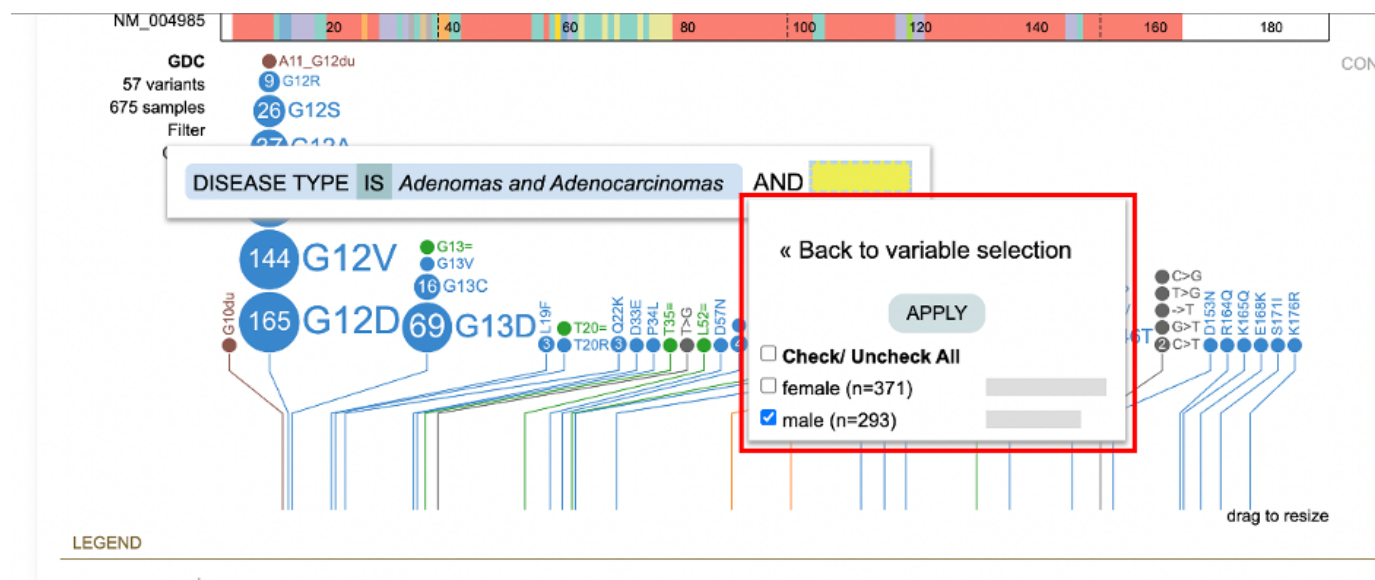 NM_004985
20 40 60 80 100 120 140 160 180
GDC
57 variants
675 samples
Filter
CON
A11_G12du
9 G12R
26 G12S
DISEASE TYPE IS Adenomas and Adenocarcinomas AND
« Back to variable selection
APPLY
Check/ Uncheck All
female (n=371)
male (n=293)
144 G12V
165 G12D
G10du
G13=
G13V
16 G13C
69 G13D
L19F
3
T20=
T20R
Q22K
3
D33E
P34L
T35=
T>G
L52=
D57N
C>G
T>G
->T
G>T
2 C>T
D153N
R164Q
K165Q
E168K
S171I
K176R
drag to resize
LEGEND